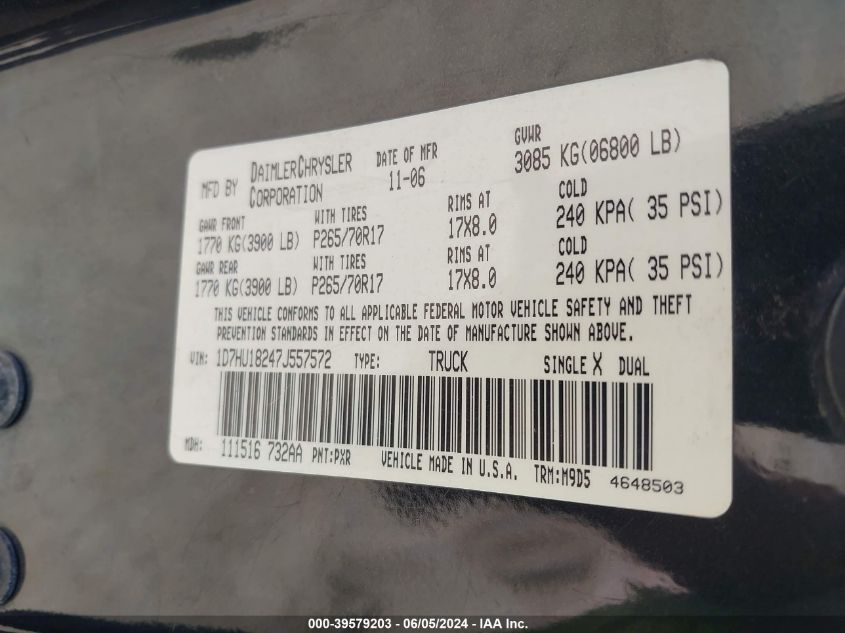 MFD BY DAIMLERCHRYSLER CORPORATION DATE OF MFR 11-06 GVWR 3085 KG(06800 LB)
GAWR FRONT WITH TIRES RIMS AT COLD
1770 KG(3900 LB) P265/70R17 17X8.0 240 KPA( 35 PSI)
GAWR REAR WITH TIRES RIMS AT COLD
1770 KG(3900 LB) P265/70R17 17X8.0 240 KPA( 35 PSI)
THIS VEHICLE CONFORMS TO ALL APPLICABLE FEDERAL MOTOR VEHICLE SAFETY AND THEFT
PREVENTION STANDARDS IN EFFECT ON THE DATE OF MANUFACTURE SHOWN ABOVE.
VIN: 1D7HU18247J557572 TYPE: TRUCK SINGLE X DUAL
MDH: 111516 732AA PNT:PXR VEHICLE MADE IN U.S.A. TRM:M9D5 4648503
000-39579203 - 06/05/2024 - IAA Inc.